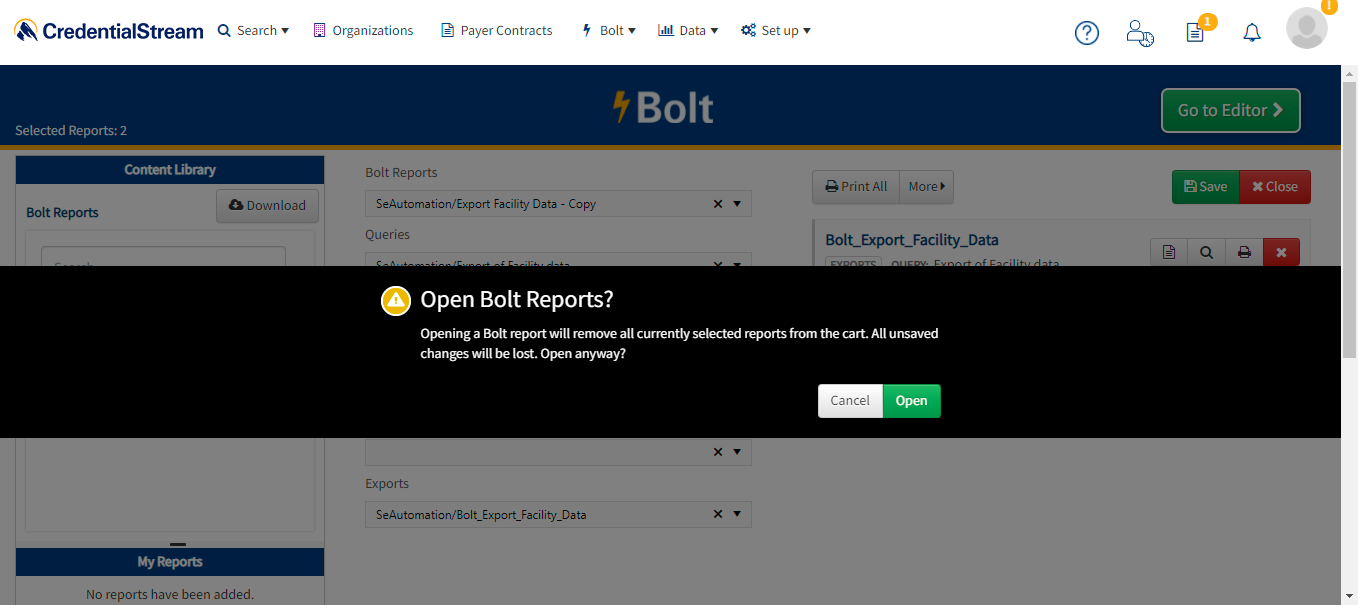 CredentialStream Search Organizations Payer Contracts Bolt Data Set up ? 1 !
Bolt
Go to Editor
Selected Reports: 2
Content Library
Bolt Reports
Download
Bolt Reports
SeAutomation/Export Facility Data - Copy
Queries
SeAutomation/Export of Facility data
Print All More Save Close
Bolt_Export_Facility_Data
EXPORTS QUERY: Export of Facility data
Search
Open Bolt Reports?
Opening a Bolt report will remove all currently selected reports from the cart. All unsaved
changes will be lost. Open anyway?
Cancel Open
Exports
SeAutomation/Bolt_Export_Facility_Data
My Reports
No reports have been added.